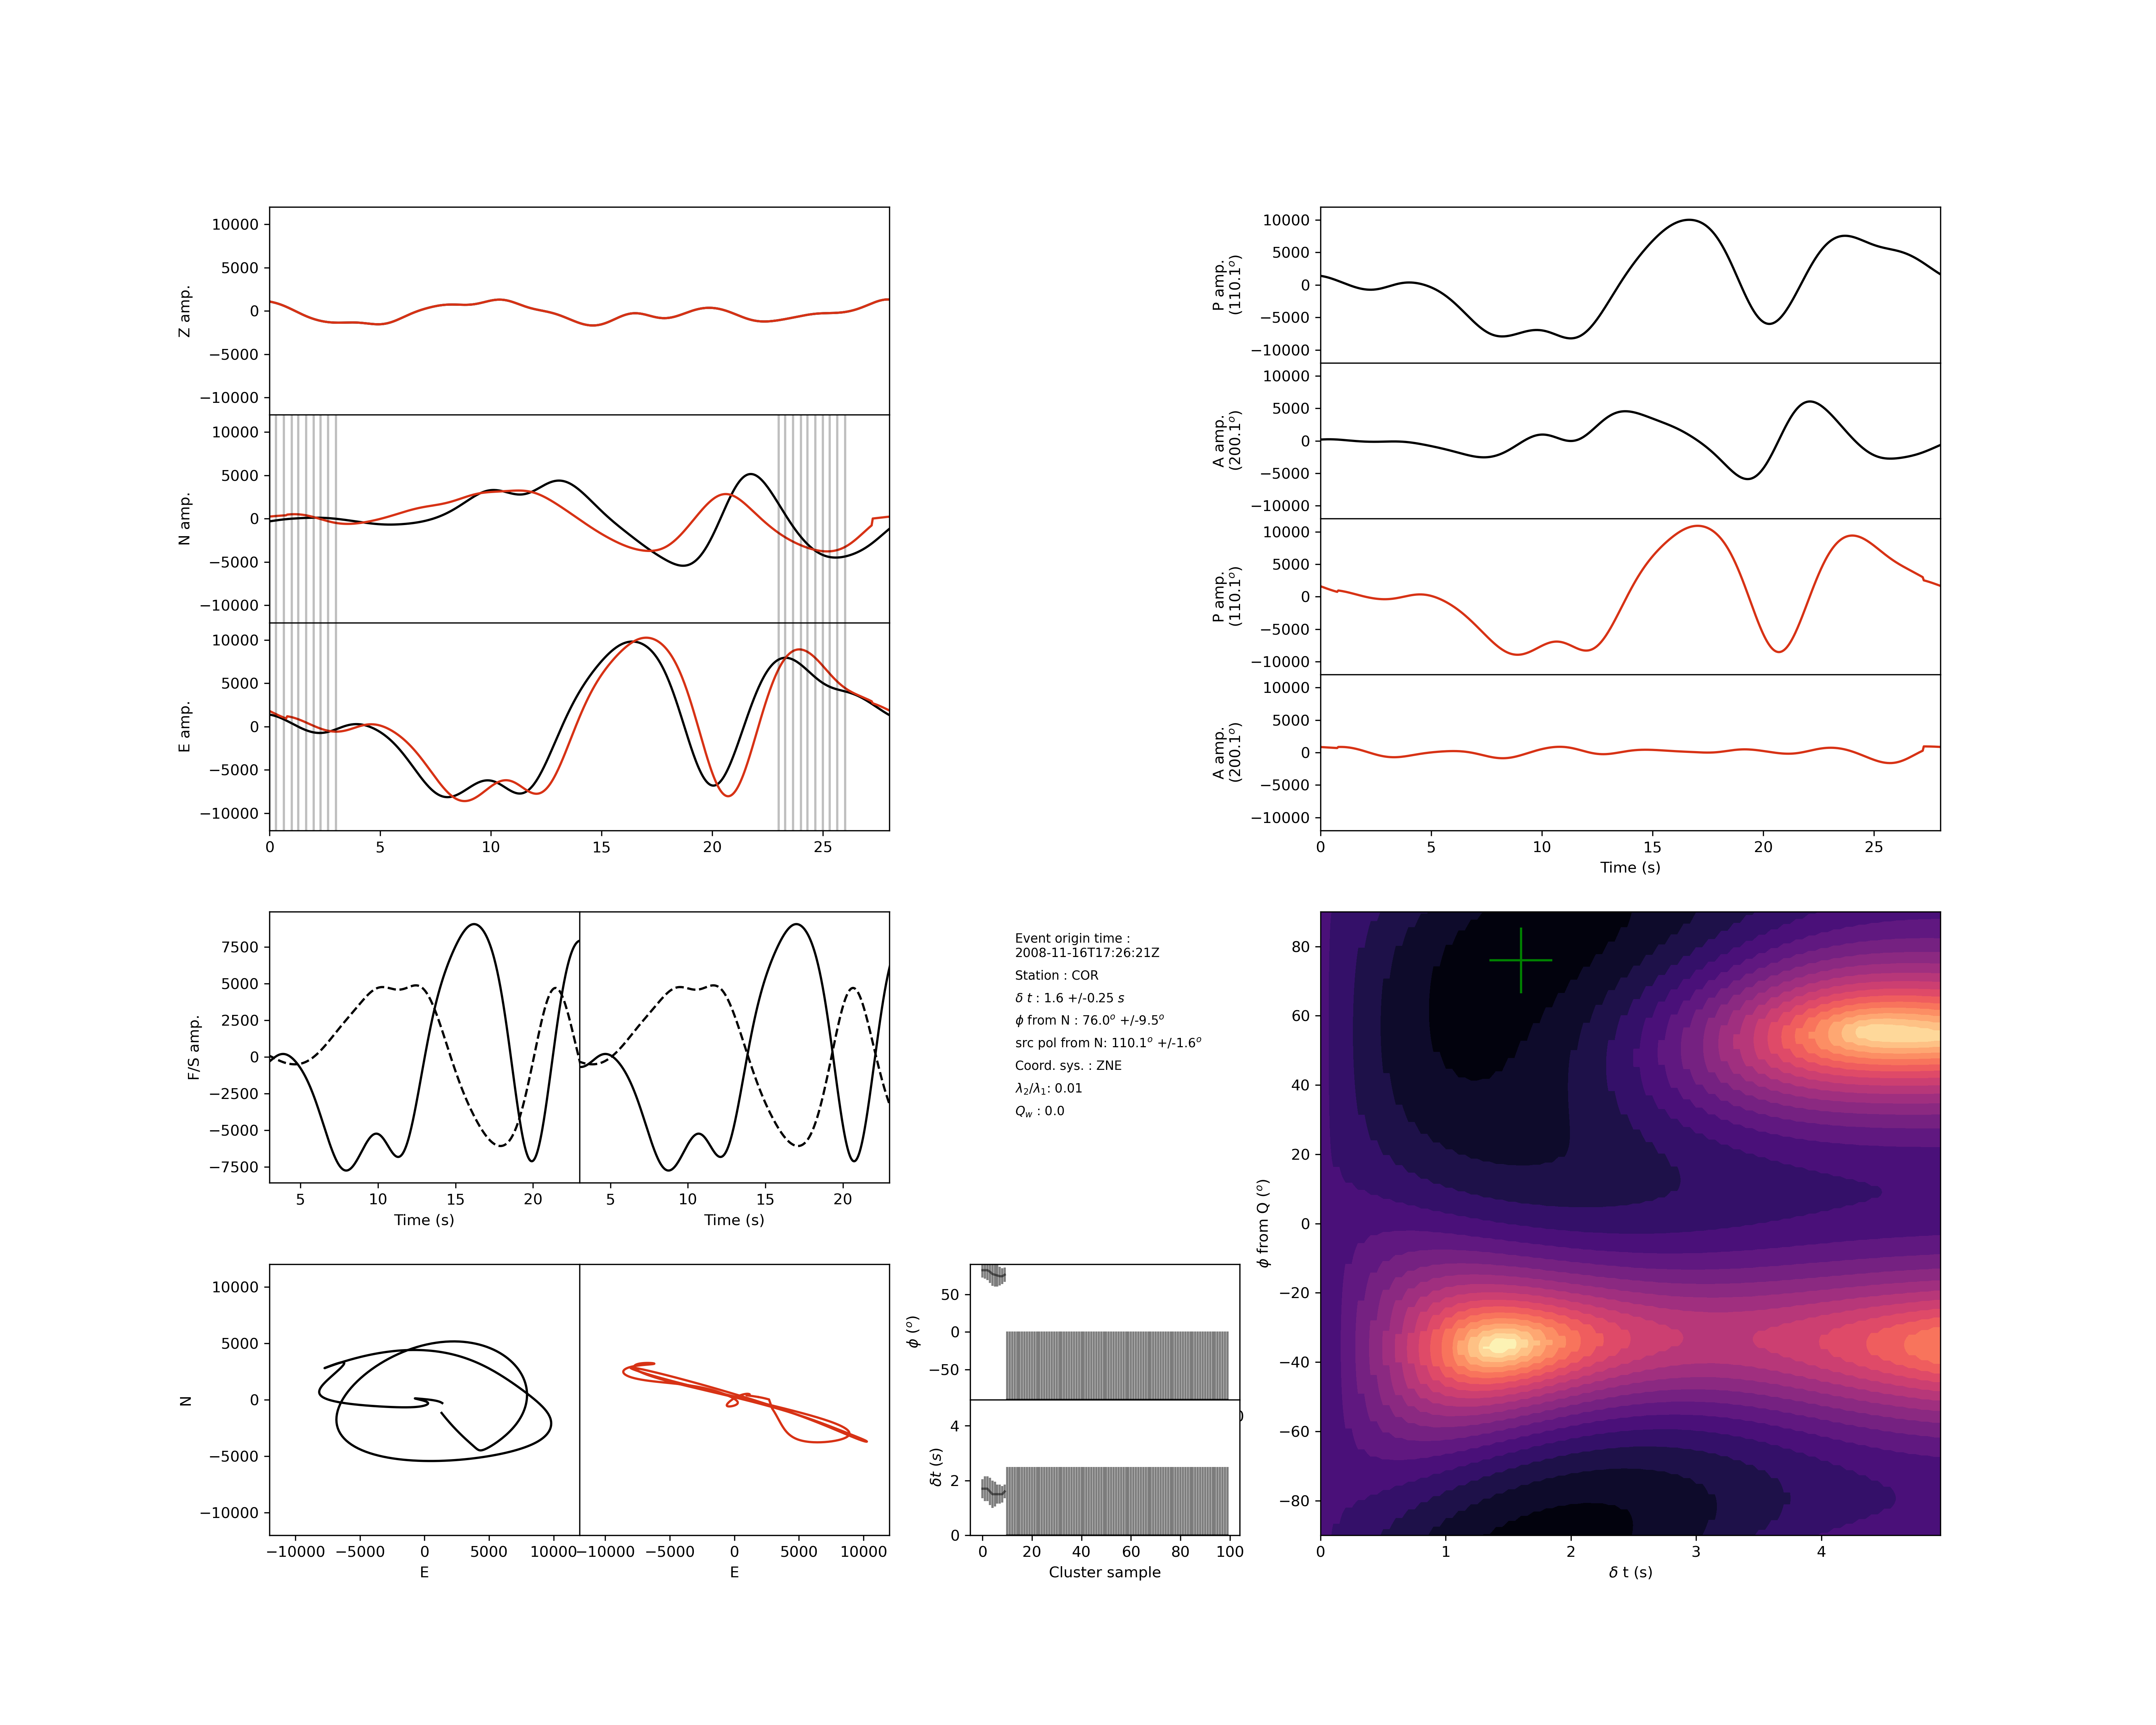 10000
5000
0
−5000
−10000
Z amp.
10000
5000
0
−5000
−10000
N amp.
10000
5000
0
−5000
−10000
E amp.
0 5 10 15 20 25
10000
5000
0
−5000
−10000
P amp.
(110.1°)
10000
5000
0
−5000
−10000
A amp.
(200.1°)
10000
5000
0
−5000
−10000
P amp.
(110.1°)
10000
5000
0
−5000
−10000
A amp.
(200.1°)
0 5 10 15 20 25
Time (s)
7500
5000
2500
0
−2500
−5000
−7500
F/S amp.
5 10 15 20 5 10 15 20
Time (s) Time (s)
Event origin time :
2008-11-16T17:26:21Z
Station : COR
δ t : 1.6 +/-0.25 s
ϕ from N : 76.0° +/-9.5°
src pol from N: 110.1° +/-1.6°
Coord. sys. : ZNE
λ₂/λ₁: 0.01
Q_w : 0.0
10000
5000
0
−5000
−10000
N
−10000 −5000 0 5000 10000 −10000 −5000 0 5000 10000
E E
50
0
−50
ϕ (°)
4
2
0
δt (s)
0 20 40 60 80 100
Cluster sample
80
60
40
20
0
−20
−40
−60
−80
ϕ from Q (°)
0 1 2 3 4
δ t (s)